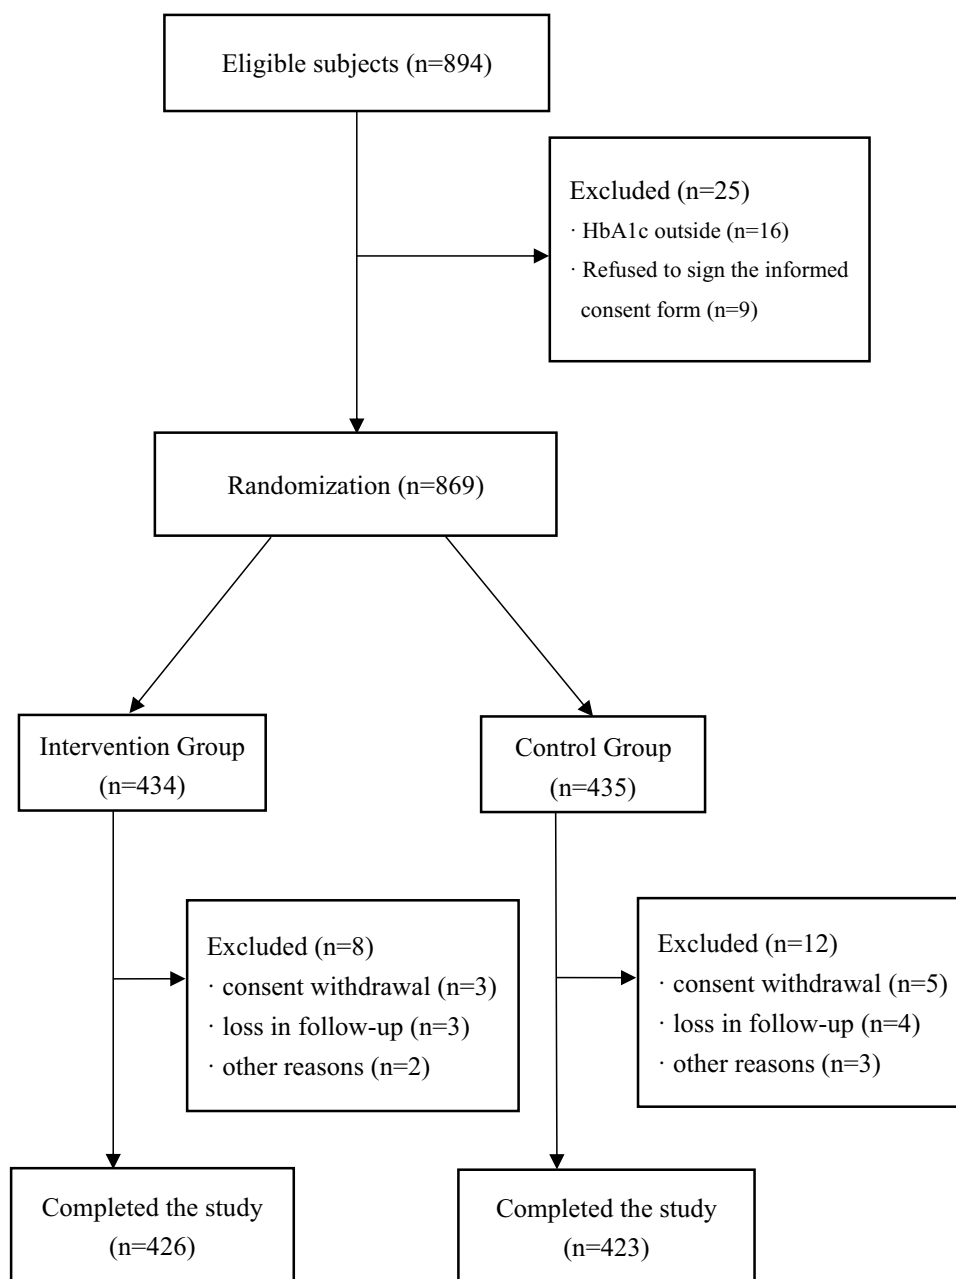 Eligible subjects (n=894)
Excluded (n=25)
· HbA1c outside (n=16)
· Refused to sign the informed
consent form (n=9)
Randomization (n=869)
Intervention Group
(n=434)
Control Group
(n=435)
Excluded (n=8)
· consent withdrawal (n=3)
· loss in follow-up (n=3)
· other reasons (n=2)
Excluded (n=12)
· consent withdrawal (n=5)
· loss in follow-up (n=4)
· other reasons (n=3)
Completed the study
(n=426)
Completed the study
(n=423)